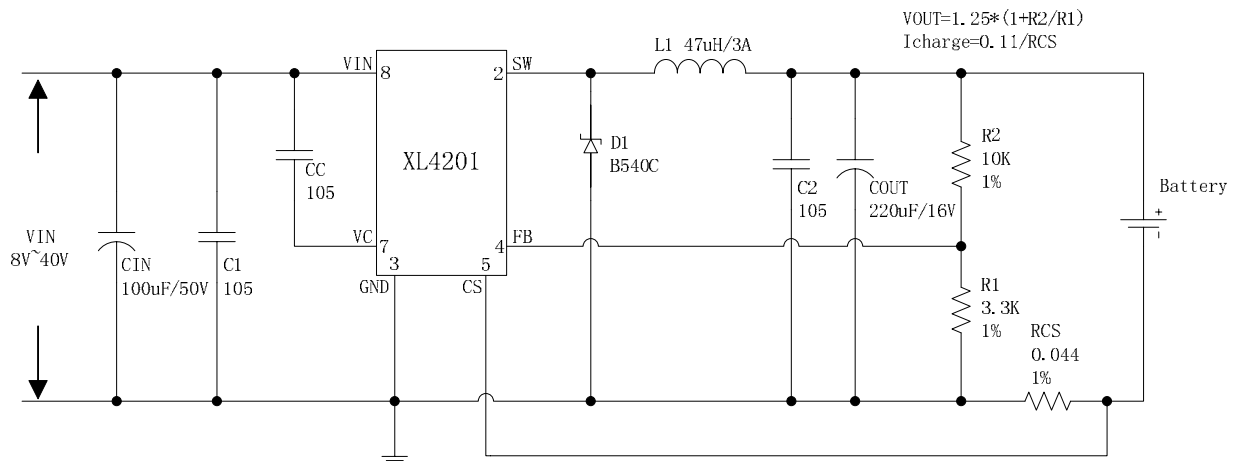 VOUT=1.25*(1+R2/R1)
Icharge=0.11/RCS
L1 47uH/3A
VIN
8
2
SW
XL4201
CC
105
D1
B540C
R2
10K
1%
C2
105
COUT
220uF/16V
Battery
+
-
VIN
8V~40V
CIN
100uF/50V
C1
105
VC
7
4
FB
3
5
GND
CS
R1
3.3K
1%
RCS
0.044
1%